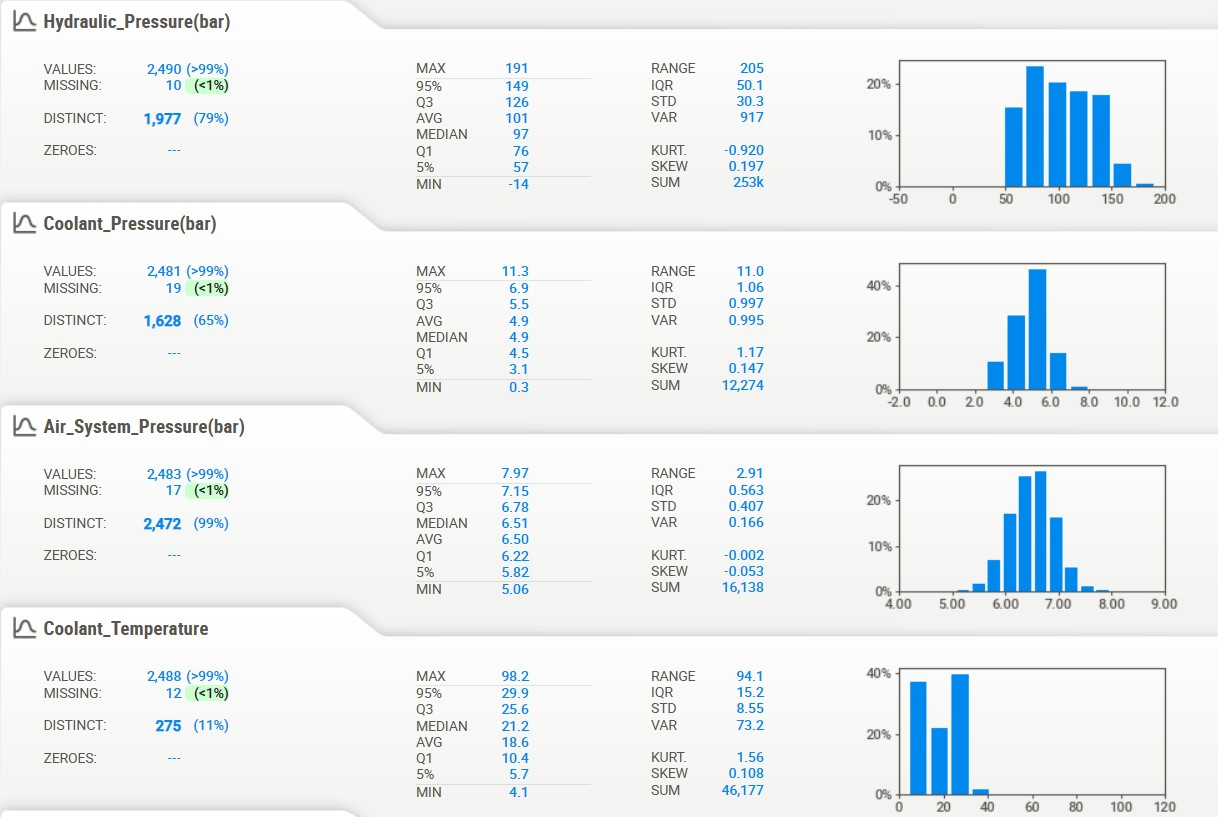 Hydraulic_Pressure(bar)
VALUES: 2,490 (>99%)
MISSING: 10 (<1%)
DISTINCT: 1,977 (79%)
ZEROES: ---
MAX 191
95% 149
Q3 126
AVG 101
MEDIAN 97
Q1 76
5% 57
MIN -14
RANGE 205
IQR 50.1
STD 30.3
VAR 917
KURT. -0.920
SKEW 0.197
SUM 253k
20%
10%
0%
-50 0 50 100 150 200
Coolant_Pressure(bar)
VALUES: 2,481 (>99%)
MISSING: 19 (<1%)
DISTINCT: 1,628 (65%)
ZEROES: ---
MAX 11.3
95% 6.9
Q3 5.5
AVG 4.9
MEDIAN 4.9
Q1 4.5
5% 3.1
MIN 0.3
RANGE 11.0
IQR 1.06
STD 0.997
VAR 0.995
KURT. 1.17
SKEW 0.147
SUM 12,274
40%
20%
0%
-2.0 0.0 2.0 4.0 6.0 8.0 10.0 12.0
Air_System_Pressure(bar)
VALUES: 2,483 (>99%)
MISSING: 17 (<1%)
DISTINCT: 2,472 (99%)
ZEROES: ---
MAX 7.97
95% 7.15
Q3 6.78
MEDIAN 6.51
AVG 6.50
Q1 6.22
5% 5.82
MIN 5.06
RANGE 2.91
IQR 0.563
STD 0.407
VAR 0.166
KURT. -0.002
SKEW -0.053
SUM 16,138
20%
10%
0%
4.00 5.00 6.00 7.00 8.00 9.00
Coolant_Temperature
VALUES: 2,488 (>99%)
MISSING: 12 (<1%)
DISTINCT: 275 (11%)
ZEROES: ---
MAX 98.2
95% 29.9
Q3 25.6
MEDIAN 21.2
AVG 18.6
Q1 10.4
5% 5.7
MIN 4.1
RANGE 94.1
IQR 15.2
STD 8.55
VAR 73.2
KURT. 1.56
SKEW 0.108
SUM 46,177
40%
20%
0%
0 20 40 60 80 100 120